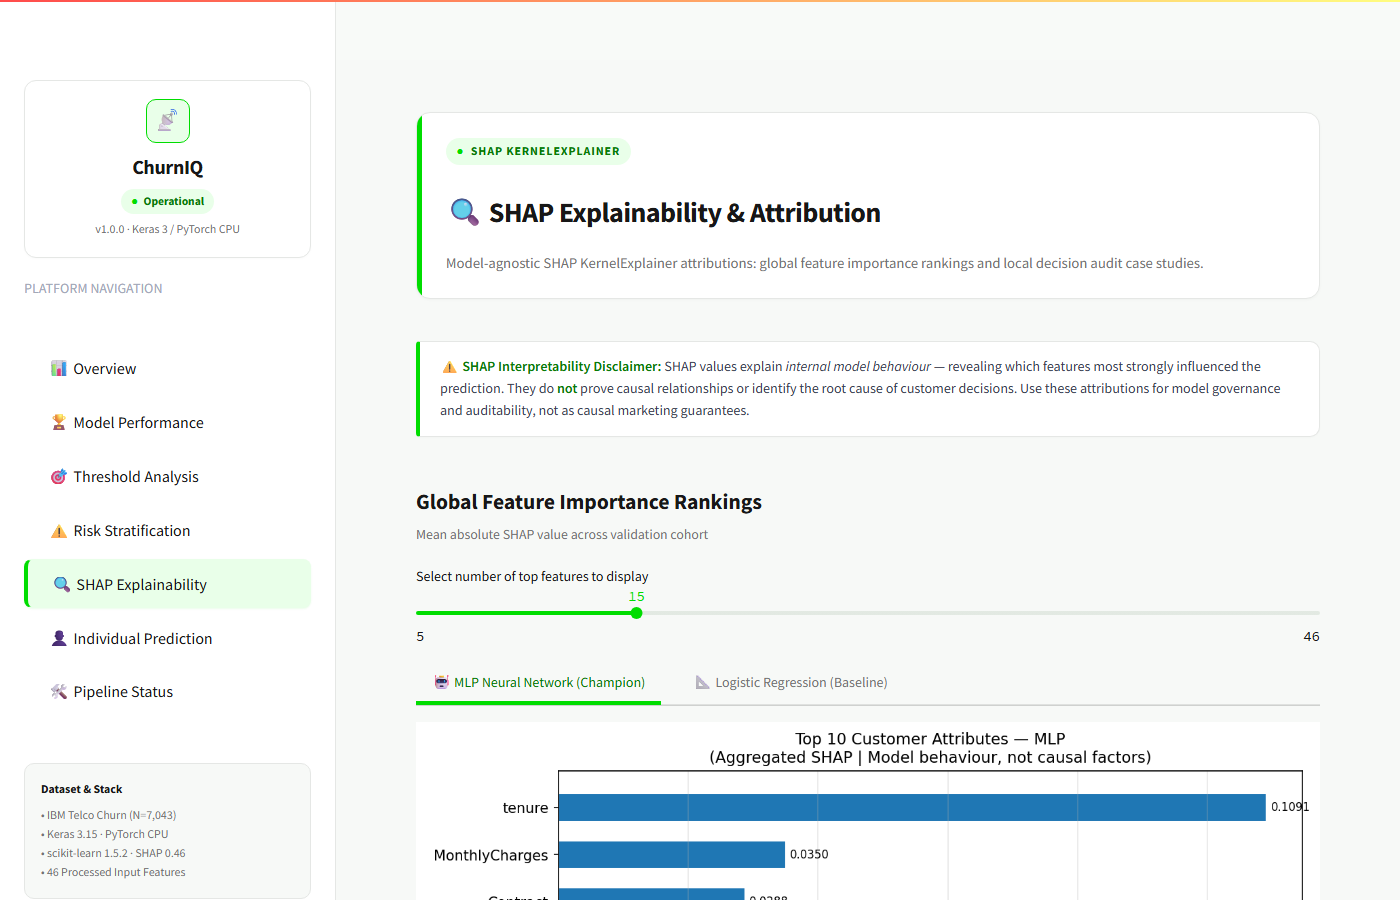 ChurnIQ
Operational
v1.0.0 · Keras 3 / PyTorch CPU
PLATFORM NAVIGATION
Overview
Model Performance
Threshold Analysis
Risk Stratification
SHAP Explainability
Individual Prediction
Pipeline Status
Dataset & Stack
• IBM Telco Churn (N=7,043)
• Keras 3.15 · PyTorch CPU
• scikit-learn 1.5.2 · SHAP 0.46
• 46 Processed Input Features
SHAP KERNELEXPLAINER
SHAP Explainability & Attribution
Model-agnostic SHAP KernelExplainer attributions: global feature importance rankings and local decision audit case studies.
SHAP Interpretability Disclaimer: SHAP values explain internal model behaviour — revealing which features most strongly influenced the
prediction. They do not prove causal relationships or identify the root cause of customer decisions. Use these attributions for model governance
and auditability, not as causal marketing guarantees.
Global Feature Importance Rankings
Mean absolute SHAP value across validation cohort
Select number of top features to display
15
5
46
MLP Neural Network (Champion)
Logistic Regression (Baseline)
Top 10 Customer Attributes — MLP
(Aggregated SHAP | Model behaviour, not causal factors)
tenure
0.1091
MonthlyCharges
0.0350
Contract
0.0288